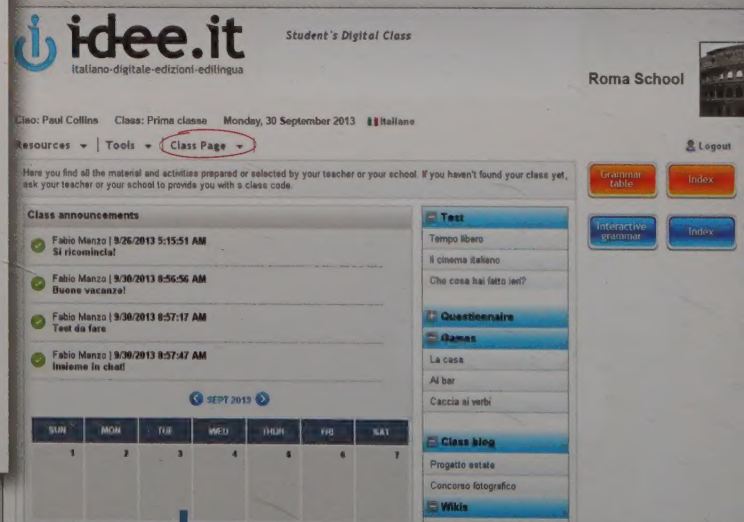 idee.it
italiano-digitale-edizioni-edilingua
Student's Digital Class
Roma School
Ciao: Paul Collins Class: Prima classe Monday, 30 September 2013 Italiano
Resources Tools Class Page
Logout
Here you find all the material and activities prepared or selected by your teacher or your school. If you haven't found your class yet,
ask your teacher or your school to provide you with a class code.
Grammar
table
Index
Interactive
grammar
Index
Class announcements
Fabio Manzo | 9/26/2013 5:15:51 AM
Si ricomincia!
Fabio Manzo | 9/30/2013 8:56:56 AM
Buone vacanze!
Fabio Manzo | 9/30/2013 8:57:17 AM
Test da fare
Fabio Manzo | 9/30/2013 8:57:47 AM
Insieme in chat!
SEPT 2013
SUN MON TUE WED THUR FRI SAT
1 2 3 4 5 6 7
Test
Tempo libero
Il cinema italiano
Che cosa hai fatto ieri?
Questionnaire
Games
La casa
Al bar
Caccia ai verbi
Class blog
Progetto estate
Concorso fotografico
Wikis